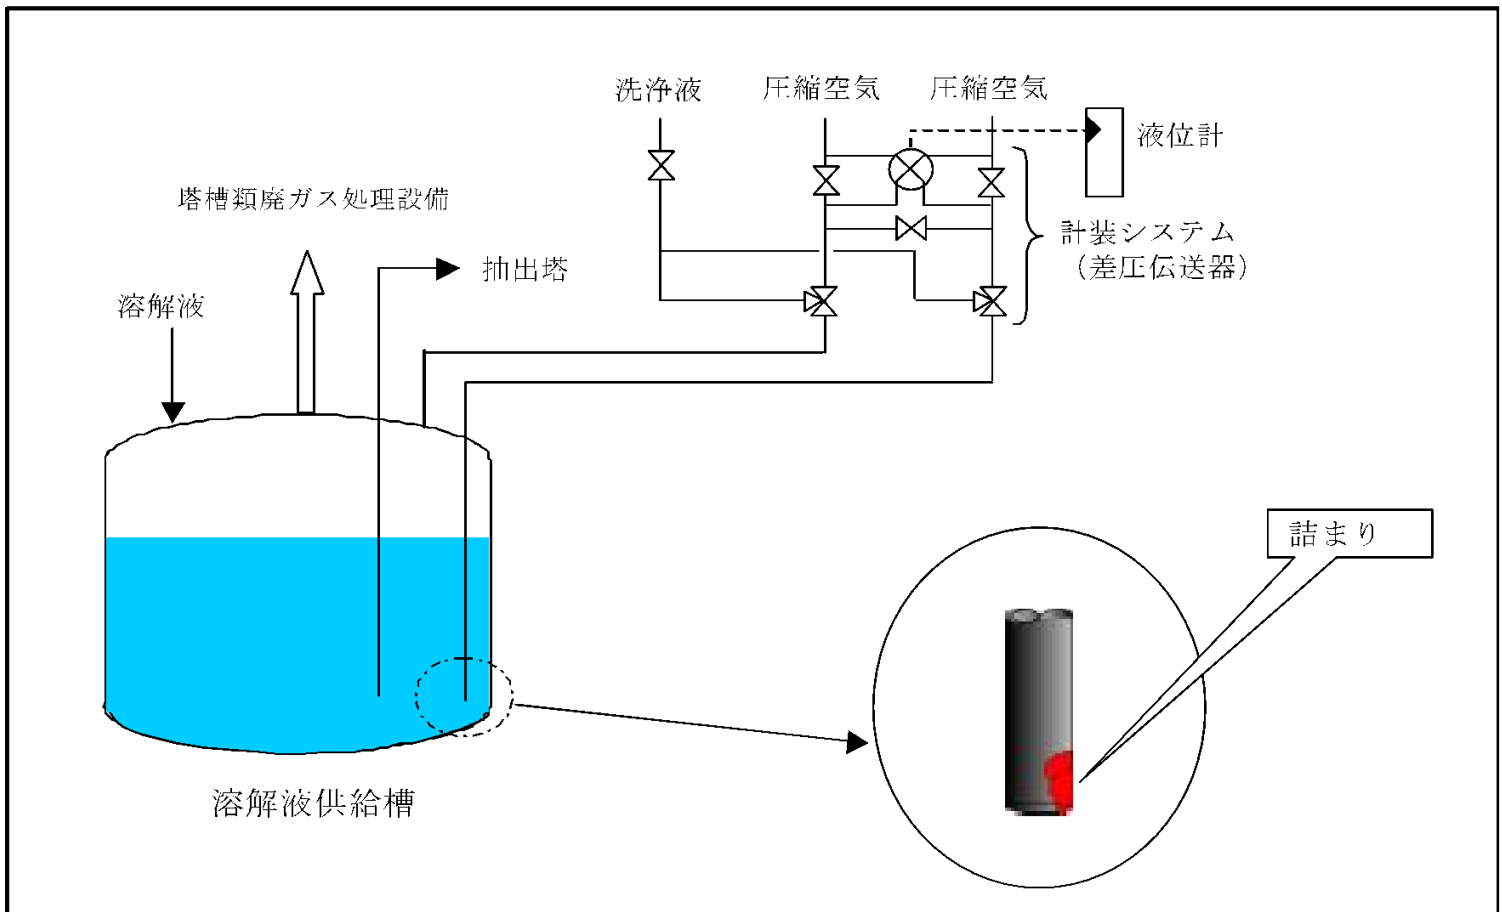 洗浄液
圧縮空気
圧縮空気
液位計
塔槽類廃ガス処理設備
計装システム
（差圧伝送器）
抽出塔
溶解液
詰まり
溶解液供給槽